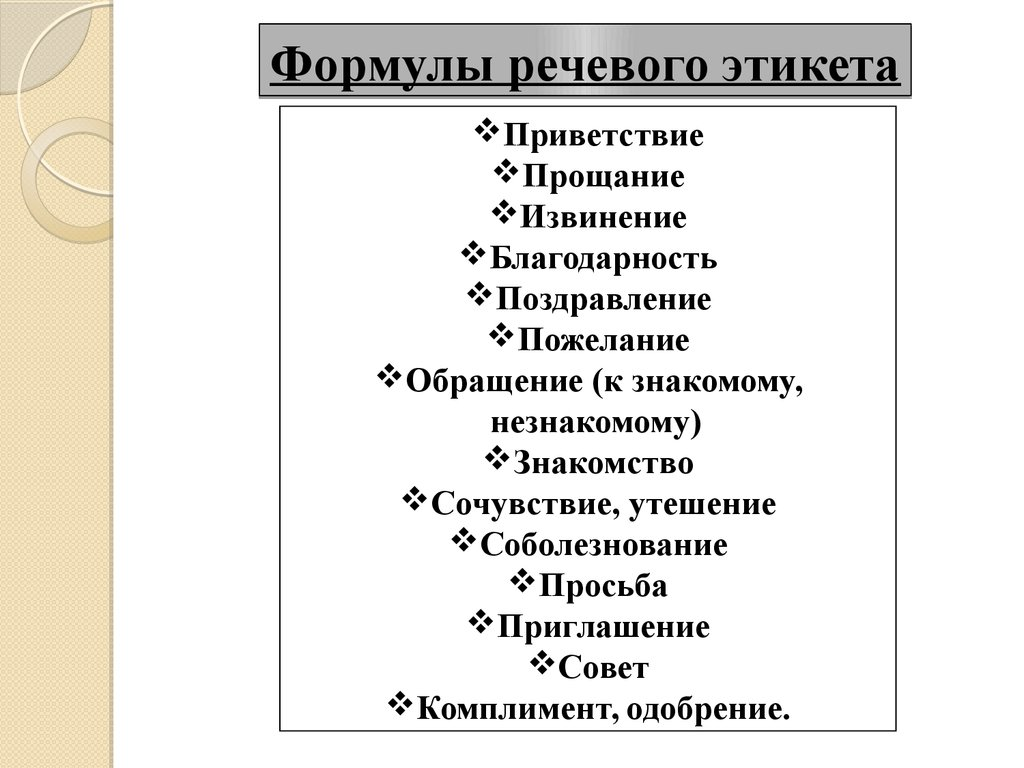 Формулы речевого этикета
❖Приветствие
❖Прощание
❖Извинение
❖Благодарность
❖Поздравление
❖Пожелание
❖Обращение (к знакомому,
незнакомому)
❖Знакомство
❖Сочувствие, утешение
❖Соболезнование
❖Просьба
❖Приглашение
❖Совет
❖Комплимент, одобрение.